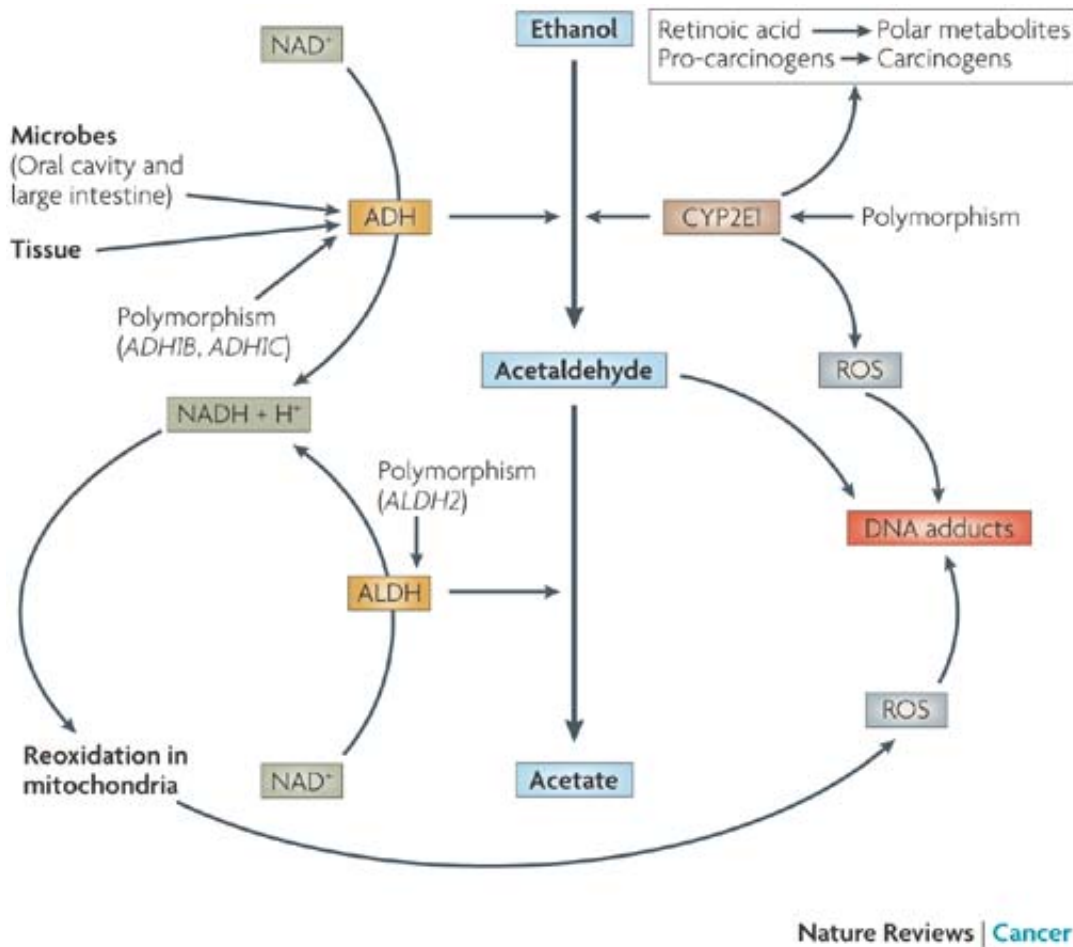 NAD⁺
Ethanol
Retinoic acid → Polar metabolites
Pro-carcinogens → Carcinogens
Microbes
(Oral cavity and
large intestine)
ADH
CYP2E1
Polymorphism
Tissue
Polymorphism
(ADH1B, ADH1C)
Acetaldehyde
ROS
NADH + H⁺
Polymorphism
(ALDH2)
DNA adducts
ALDH
ROS
Reoxidation in
mitochondria
NAD⁺
Acetate
Nature Reviews | Cancer